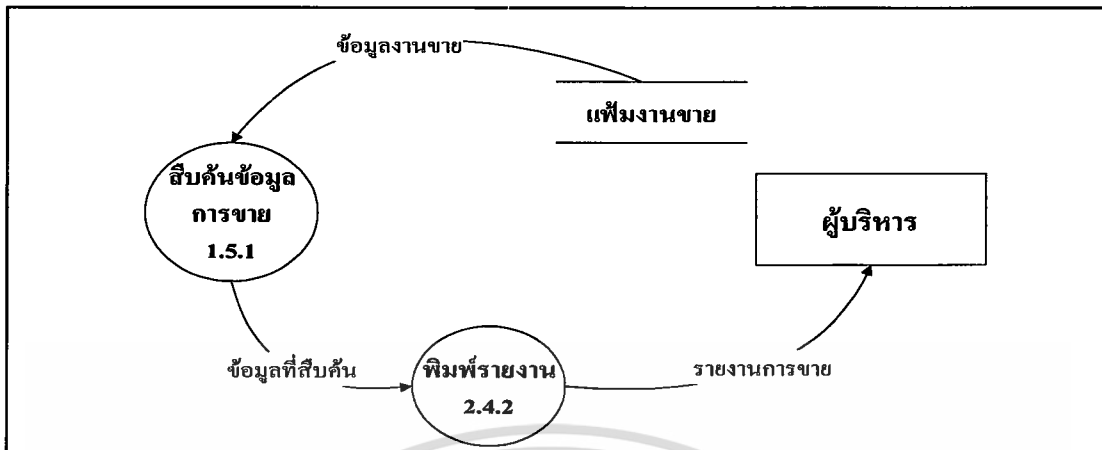 ข้อมูลงานขาย
แฟ้มงานขาย
สืบค้นข้อมูล
การขาย
1.5.1
ผู้บริหาร
ข้อมูลที่สืบค้น
พิมพ์รายงาน
2.4.2
รายงานการขาย